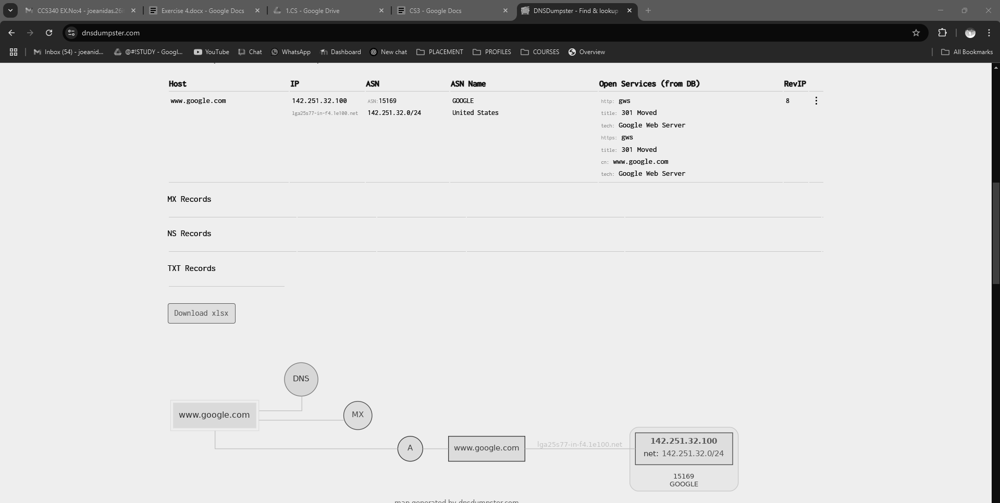 CCS340 EX.No:4 - joeanidas.26i
Exercise 4.docx - Google Docs
1.CS - Google Drive
CS3 - Google Docs
DNSDumpster - Find & lookup
dnsdumpster.com
Inbox (54) - joeanid...
@#!STUDY - Googl...
YouTube
Chat
WhatsApp
Dashboard
New chat
PLACEMENT
PROFILES
COURSES
Overview
All Bookmarks
Host IP ASN ASN Name Open Services (from DB) RevIP
www.google.com 142.251.32.100 ASN:15169 GOOGLE http: gws 8
lga25s77-in-f4.1e100.net 142.251.32.0/24 United States title: 301 Moved
tech: Google Web Server
https: gws
title: 301 Moved
cn: www.google.com
tech: Google Web Server
MX Records
NS Records
TXT Records
Download xlsx
DNS
www.google.com
MX
A
www.google.com
lga25s77-in-f4.1e100.net
142.251.32.100
net: 142.251.32.0/24
15169
GOOGLE
map generated by dnsdumpster.com